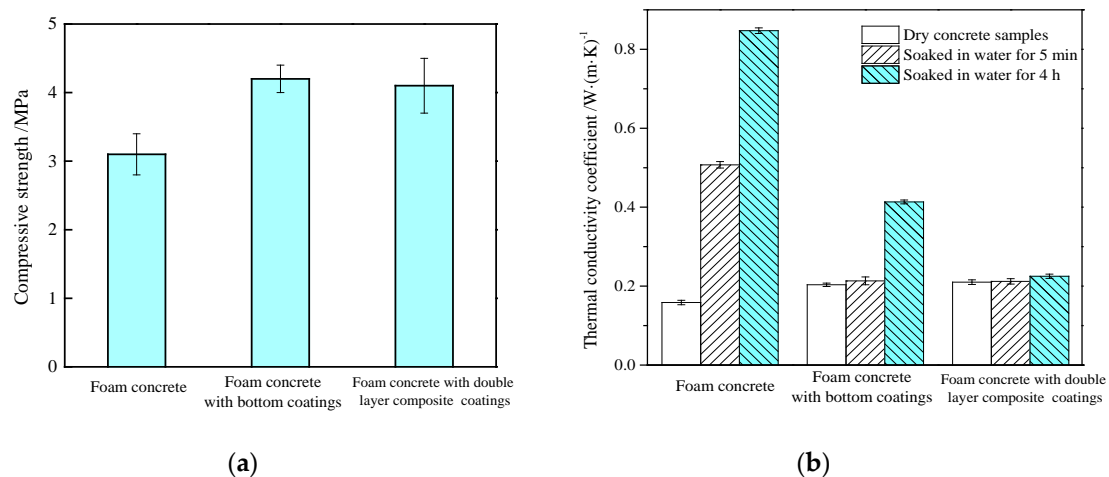 5
4
3
2
1
0
Compressive strength /MPa
Foam concrete
Foam concrete
with bottom coatings
Foam concrete with double
layer composite coatings
(a)
0.8
0.6
0.4
0.2
0.0
Thermal conductivity coefficient /W·(m·K)⁻¹
Dry concrete samples
Soaked in water for 5 min
Soaked in water for 4 h
Foam concrete
Foam concrete
with bottom coatings
Foam concrete with double
layer composite coatings
(b)